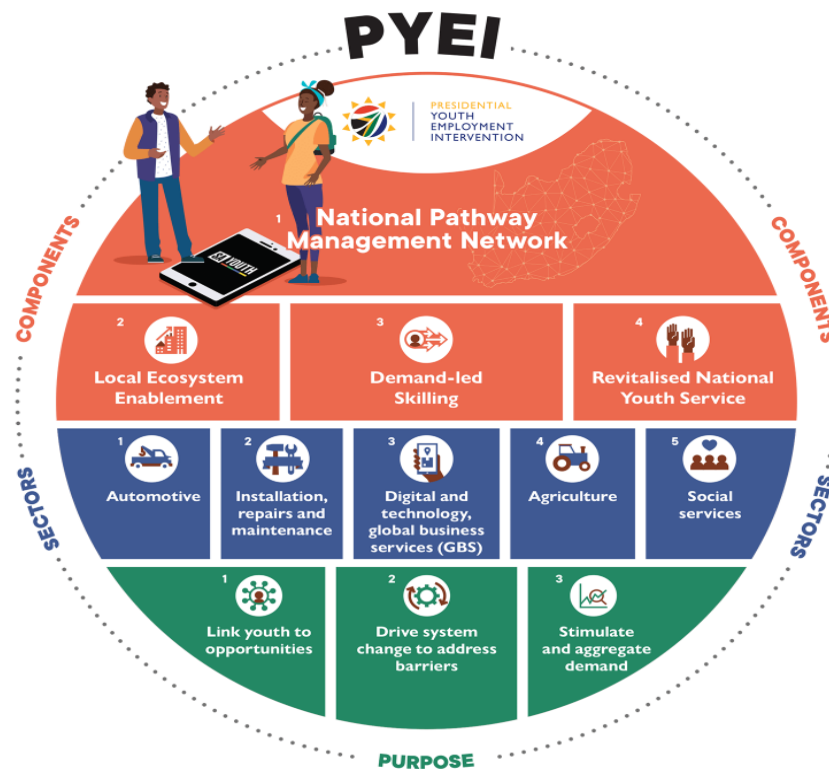 PYEI
PRESIDENTIAL
YOUTH
EMPLOYMENT
INTERVENTION
COMPONENTS
COMPONENTS
1
National Pathway
Management Network
YOUTH
2
Local Ecosystem
Enablement
3
Demand-led
Skilling
4
Revitalised National
Youth Service
SECTORS
SECTORS
1
Automotive
2
Installation,
repairs and
maintenance
3
Digital and
technology,
global business
services (GBS)
4
Agriculture
5
Social
services
1
Link youth to
opportunities
2
Drive system
change to address
barriers
3
Stimulate
and aggregate
demand
PURPOSE